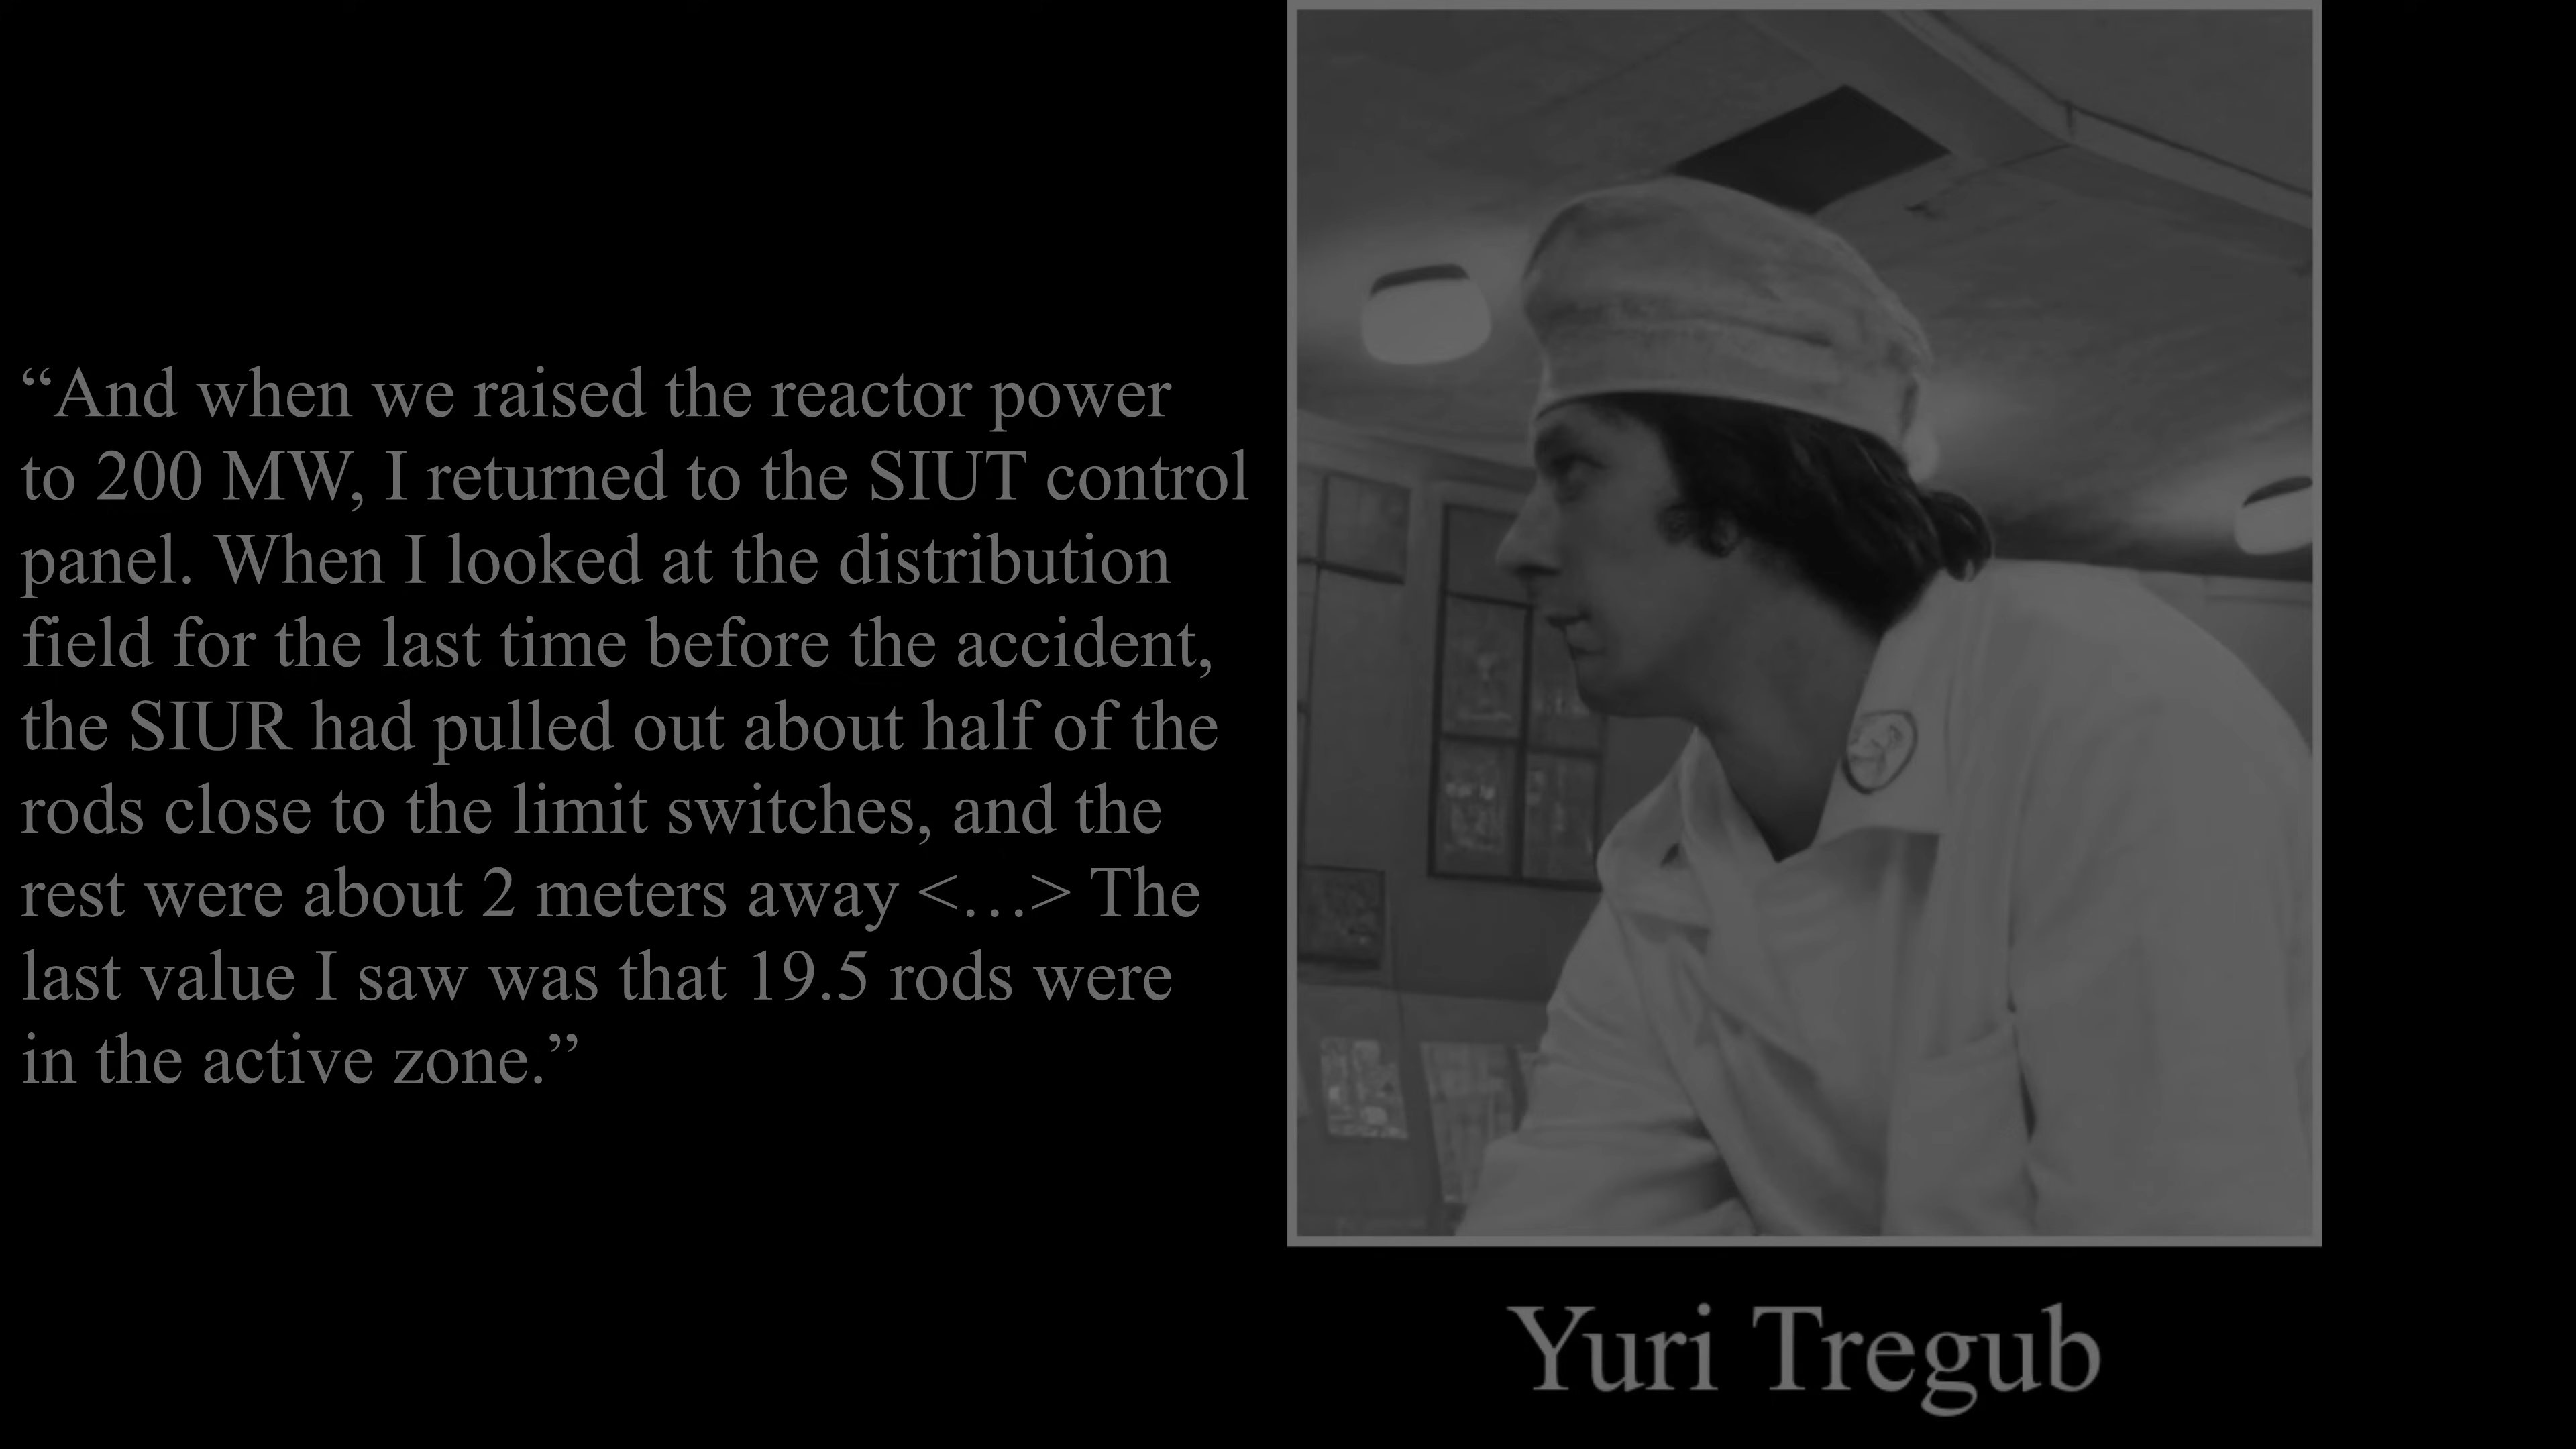 “And when we raised the reactor power
to 200 MW, I returned to the SIUT control
panel. When I looked at the distribution
field for the last time before the accident,
the SIUR had pulled out about half of the
rods close to the limit switches, and the
rest were about 2 meters away <…> The
last value I saw was that 19.5 rods were
in the active zone.”
Yuri Tregub